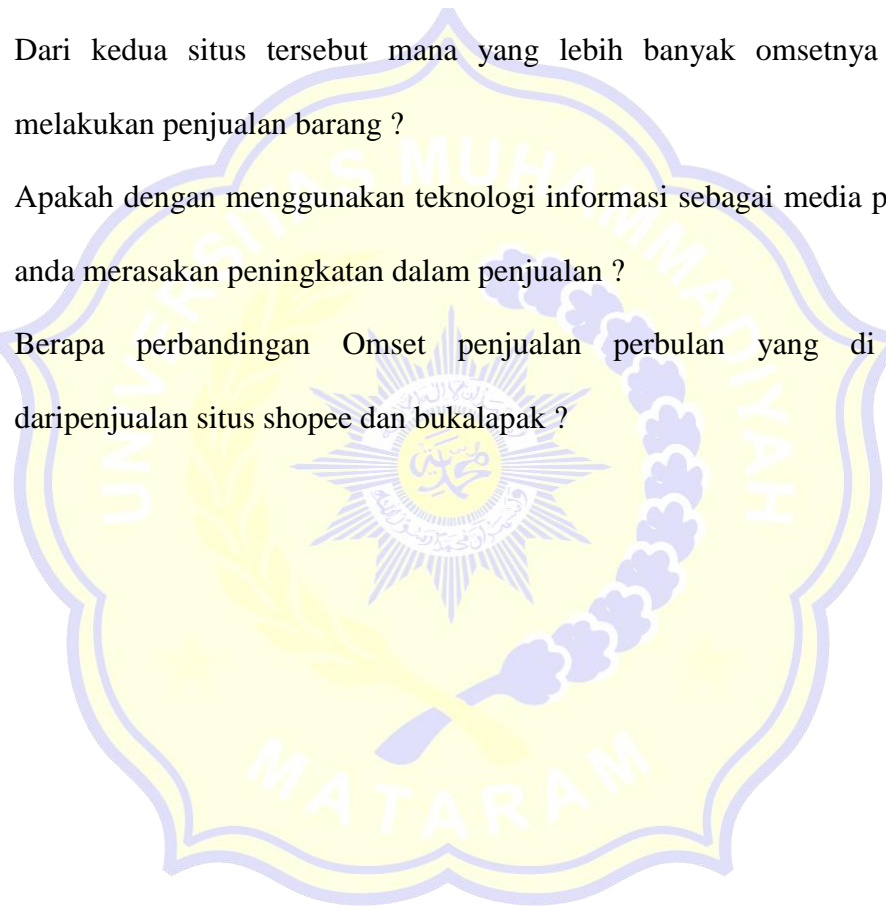 Dari kedua situs tersebut mana yang lebih banyak omsetnya
melakukan penjualan barang ?
Apakah dengan menggunakan teknologi informasi sebagai media
anda merasakan peningkatan dalam penjualan ?
Berapa perbandingan Omset penjualan perbulan yang di
daripenjualan situs shopee dan bukalapak ?
UNIVERSITAS MUHAMMADIYAH
MATARAM